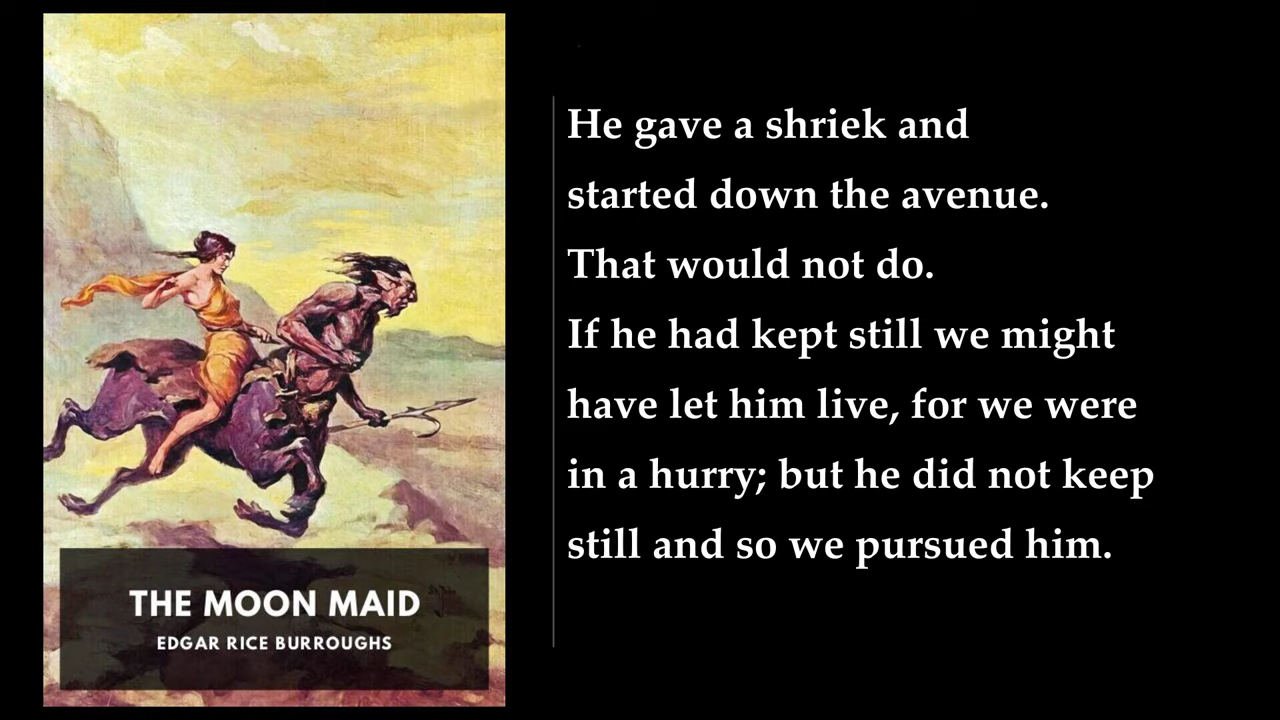 He gave a shriek and
started down the avenue.
That would not do.
If he had kept still we might
have let him live, for we were
in a hurry; but he did not keep
still and so we pursued him.
THE MOON MAID
EDGAR RICE BURROUGHS